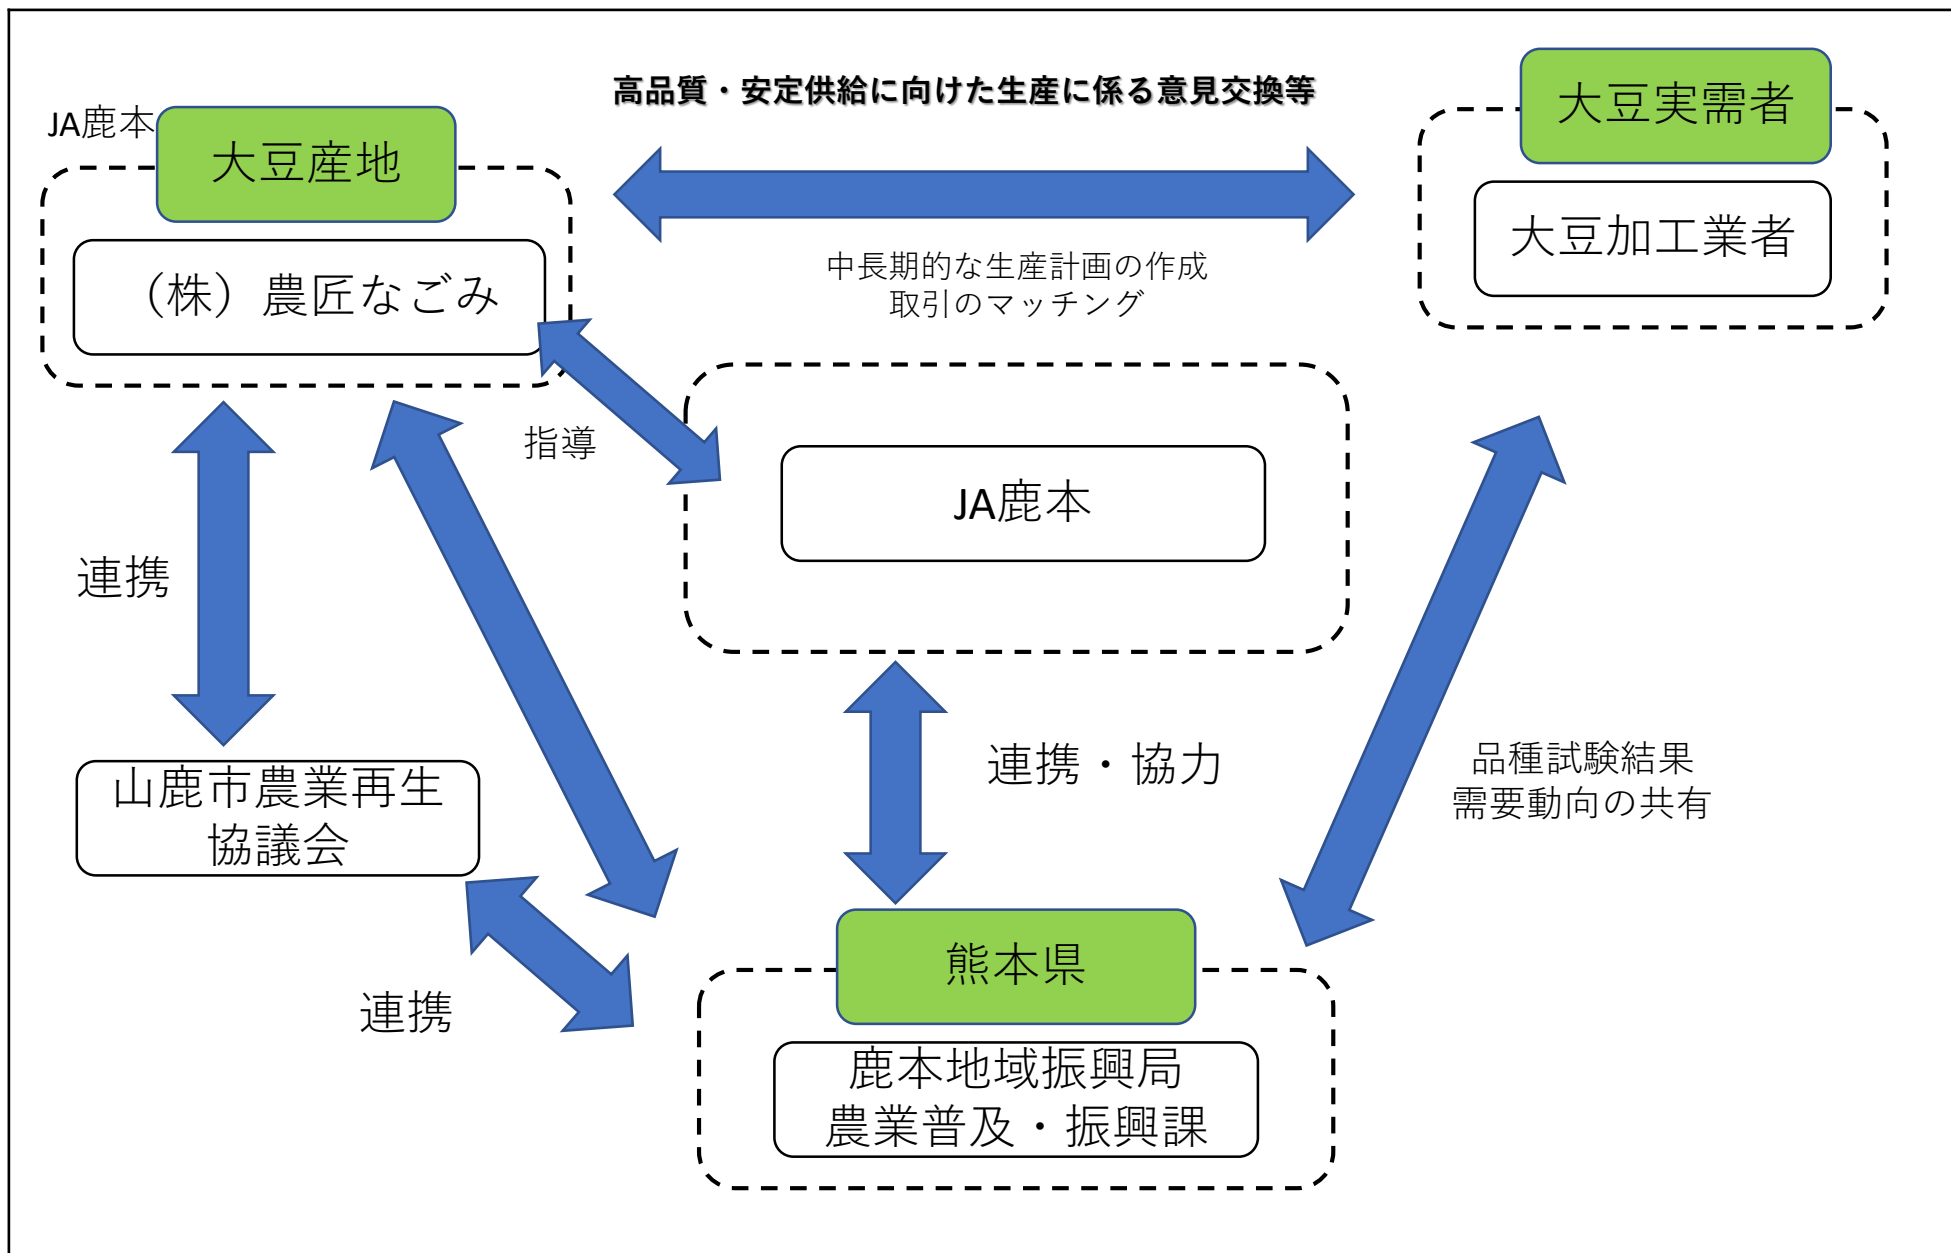 高品質・安定供給に向けた生産に係る意見交換等
JA鹿本
大豆産地
（株）農匠なごみ
大豆実需者
大豆加工業者
中長期的な生産計画の作成
取引のマッチング
指導
JA鹿本
連携
連携・協力
品種試験結果
需要動向の共有
山鹿市農業再生
協議会
連携
熊本県
鹿本地域振興局
農業普及・振興課